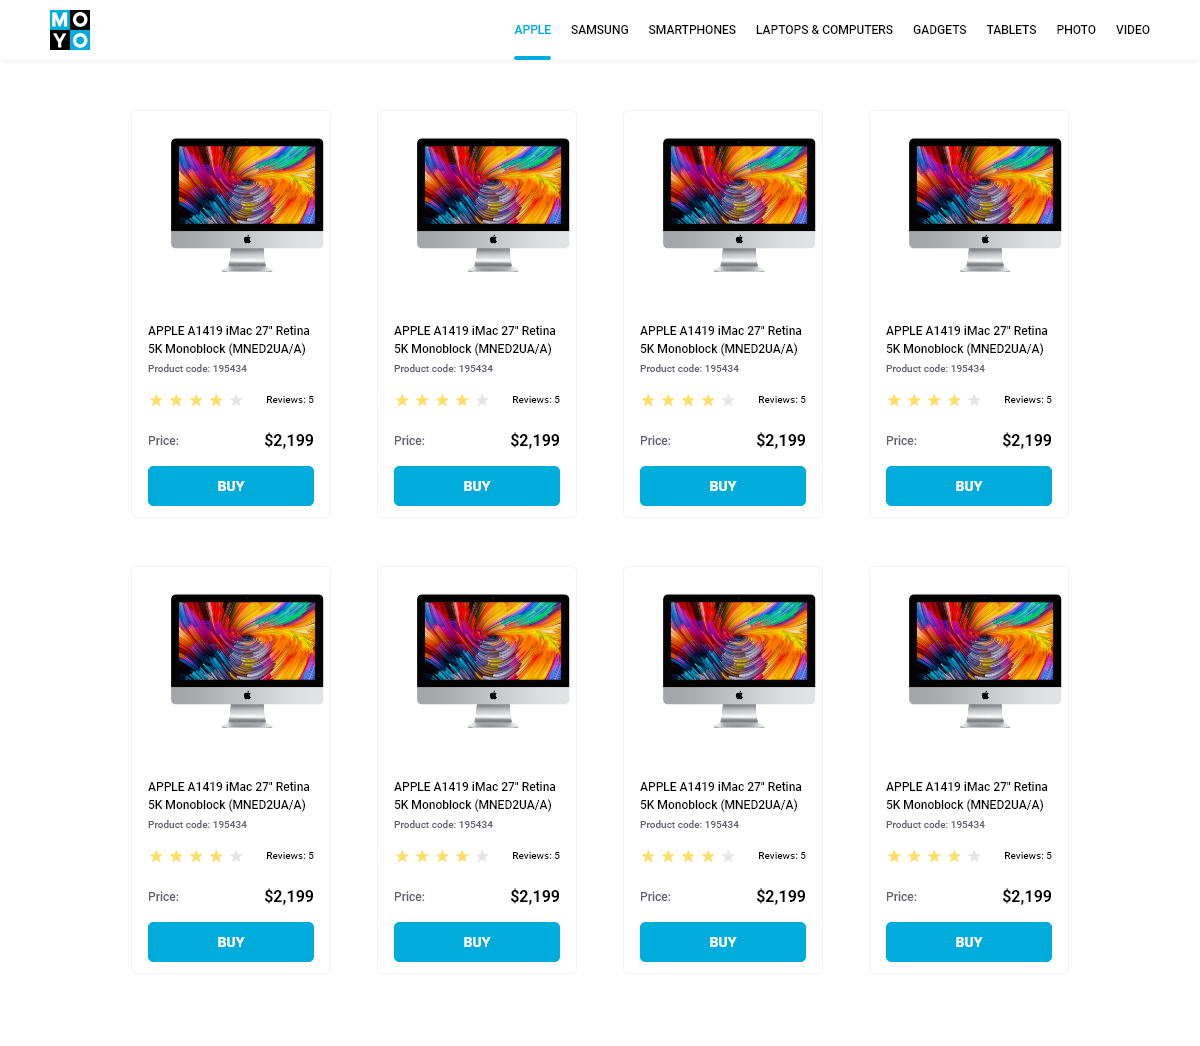 MO
YO
APPLE SAMSUNG SMARTPHONES LAPTOPS & COMPUTERS GADGETS TABLETS PHOTO VIDEO
APPLE A1419 iMac 27" Retina
5K Monoblock (MNED2UA/A)
Product code: 195434
Reviews: 5
Price: $2,199
BUY
APPLE A1419 iMac 27" Retina
5K Monoblock (MNED2UA/A)
Product code: 195434
Reviews: 5
Price: $2,199
BUY
APPLE A1419 iMac 27" Retina
5K Monoblock (MNED2UA/A)
Product code: 195434
Reviews: 5
Price: $2,199
BUY
APPLE A1419 iMac 27" Retina
5K Monoblock (MNED2UA/A)
Product code: 195434
Reviews: 5
Price: $2,199
BUY
APPLE A1419 iMac 27" Retina
5K Monoblock (MNED2UA/A)
Product code: 195434
Reviews: 5
Price: $2,199
BUY
APPLE A1419 iMac 27" Retina
5K Monoblock (MNED2UA/A)
Product code: 195434
Reviews: 5
Price: $2,199
BUY
APPLE A1419 iMac 27" Retina
5K Monoblock (MNED2UA/A)
Product code: 195434
Reviews: 5
Price: $2,199
BUY
APPLE A1419 iMac 27" Retina
5K Monoblock (MNED2UA/A)
Product code: 195434
Reviews: 5
Price: $2,199
BUY